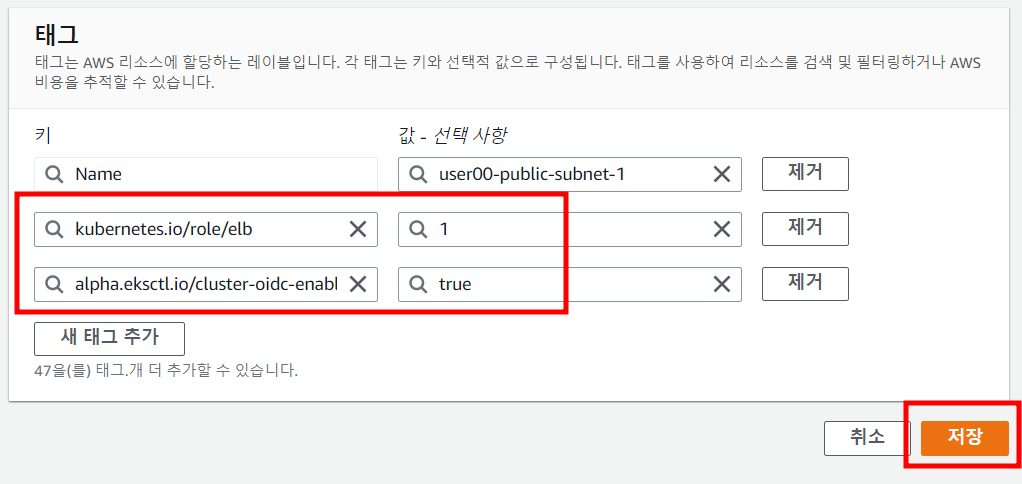 태그
태그는 AWS 리소스에 할당하는 레이블입니다. 각 태그는 키와 선택적 값으로 구성됩니다. 태그를 사용하여 리소스를 검색 및 필터링하거나 AWS
비용을 추적할 수 있습니다.
키 값 - 선택 사항
Name user00-public-subnet-1 제거
kubernetes.io/role/elb 1 제거
alpha.eksctl.io/cluster-oidc-enabl true 제거
새 태그 추가
47을(를) 태그.개 더 추가할 수 있습니다.
취소 저장